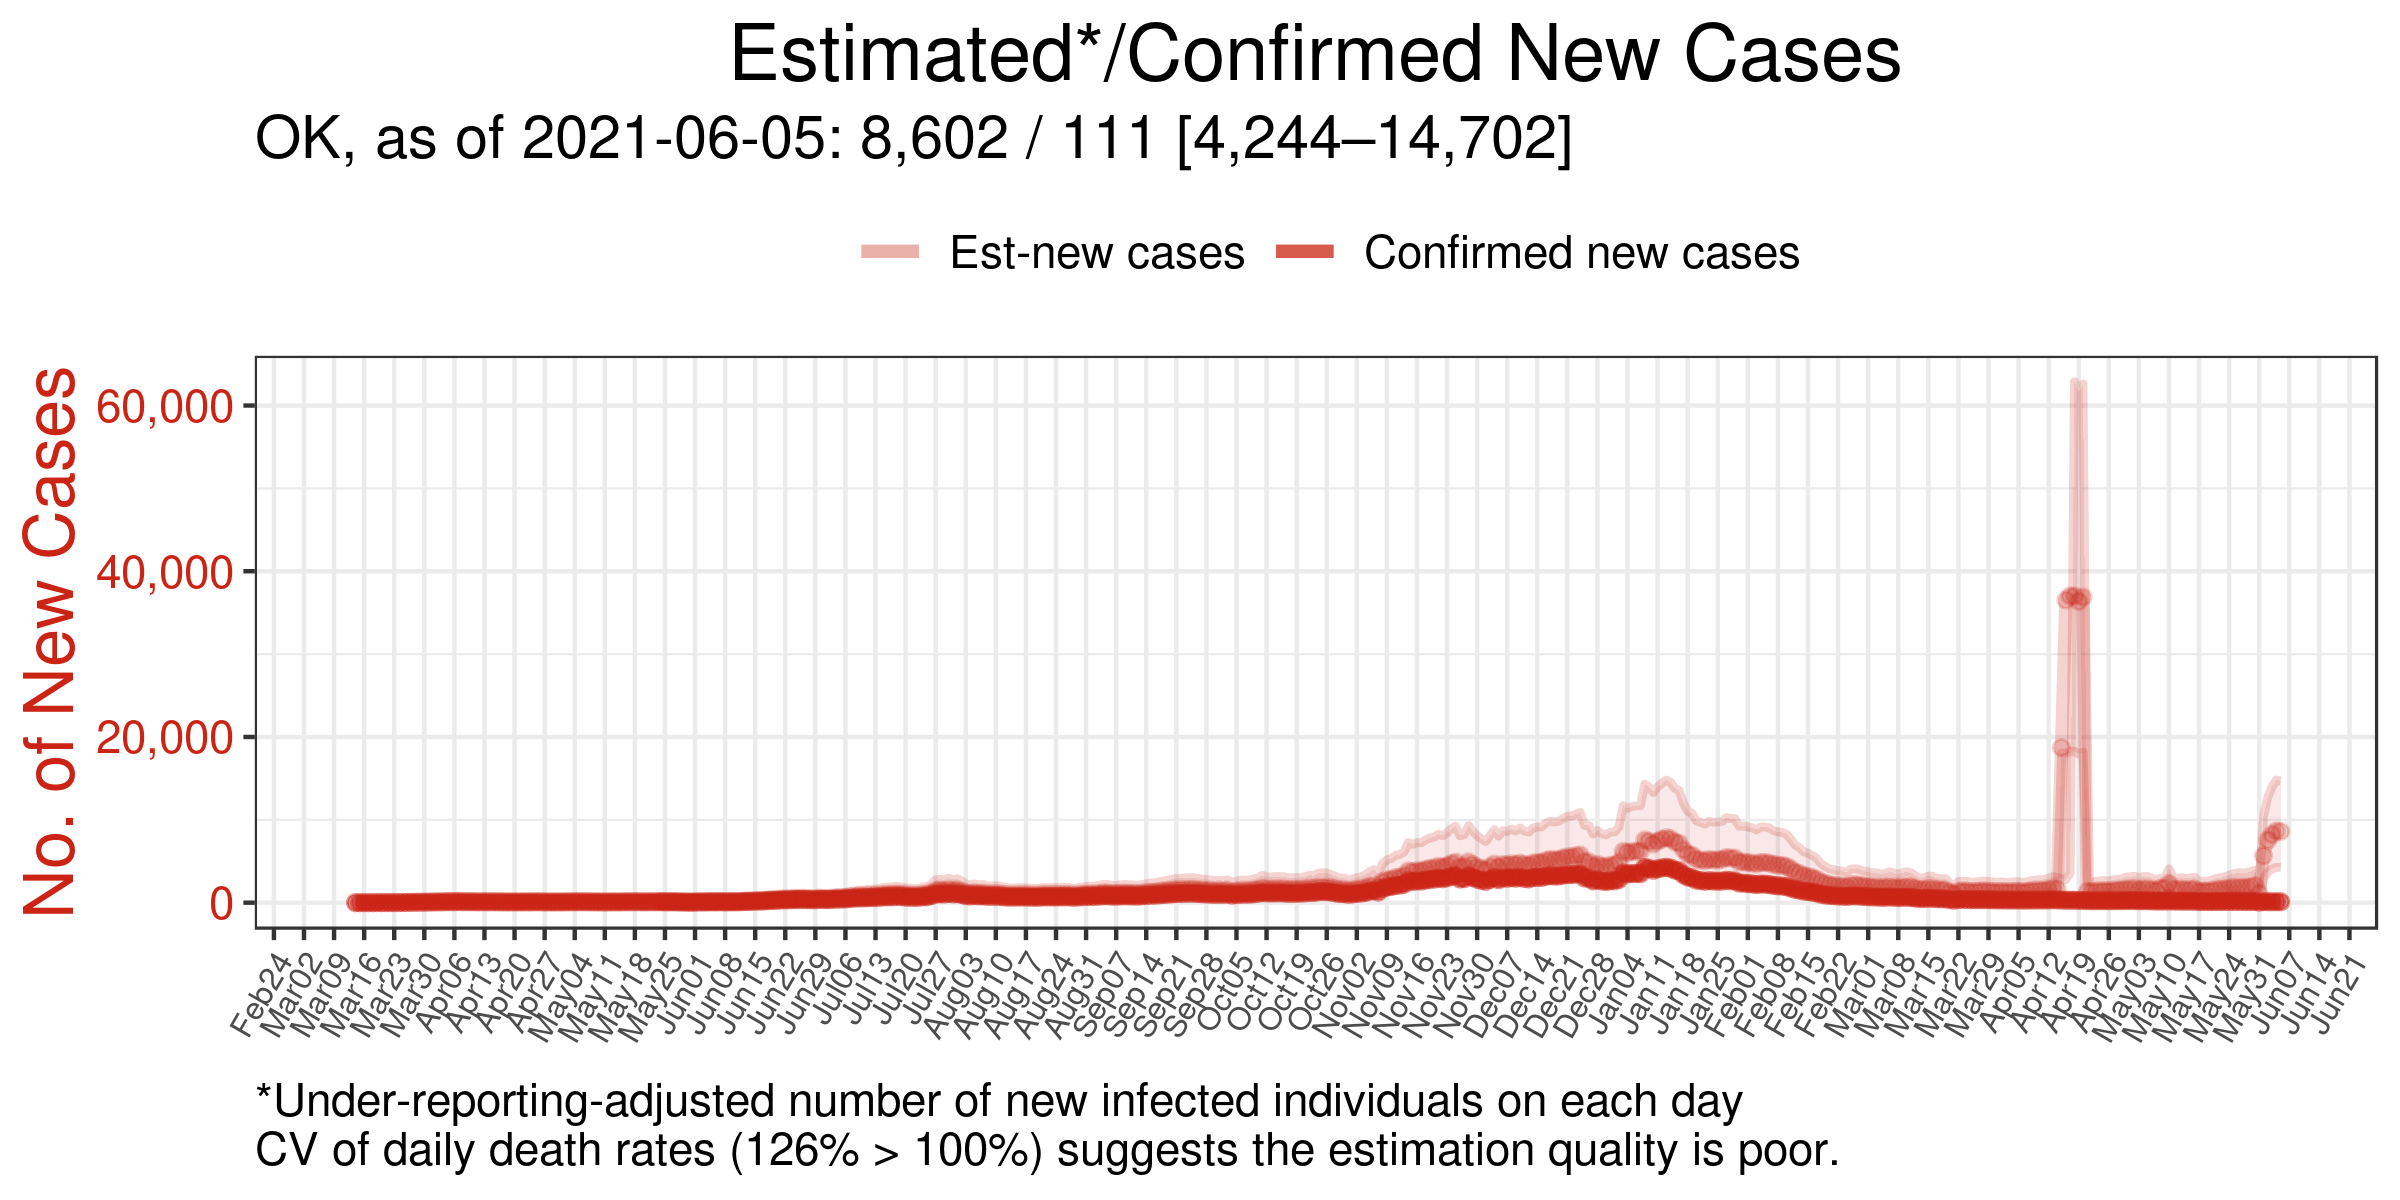 Estimated*/Confirmed New Cases
OK, as of 2021-06-05: 8,602 / 111 [4,244–14,702]
Est-new cases Confirmed new cases
No. of New Cases
60,000
40,000
20,000
0
Feb24 Mar02 Mar09 Mar16 Mar23 Mar30 Apr06 Apr13 Apr20 Apr27 May04 May11 May18 May25 Jun01 Jun08 Jun15 Jun22 Jun29 Jul06 Jul13 Jul20 Jul27 Aug03 Aug10 Aug17 Aug24 Aug31 Sep07 Sep14 Sep21 Sep28 Oct05 Oct12 Oct19 Oct26 Nov02 Nov09 Nov16 Nov23 Nov30 Dec07 Dec14 Dec21 Dec28 Jan04 Jan11 Jan18 Jan25 Feb01 Feb08 Feb15 Feb22 Mar01 Mar08 Mar15 Mar22 Mar29 Apr05 Apr12 Apr19 Apr26 May03 May10 May17 May24 May31 Jun07 Jun14 Jun21
*Under-reporting-adjusted number of new infected individuals on each day
CV of daily death rates (126% > 100%) suggests the estimation quality is poor.